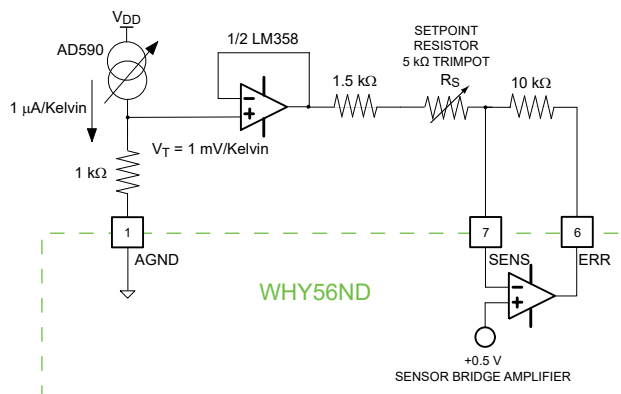 VDD
AD590
1 µA/Kelvin
1 kΩ
VT = 1 mV/Kelvin
1/2 LM358
1.5 kΩ
SETPOINT
RESISTOR
5 kΩ TRIMPOT
RS
10 kΩ
1
AGND
7
SENS
6
ERR
WHY56ND
+0.5 V
SENSOR BRIDGE AMPLIFIER